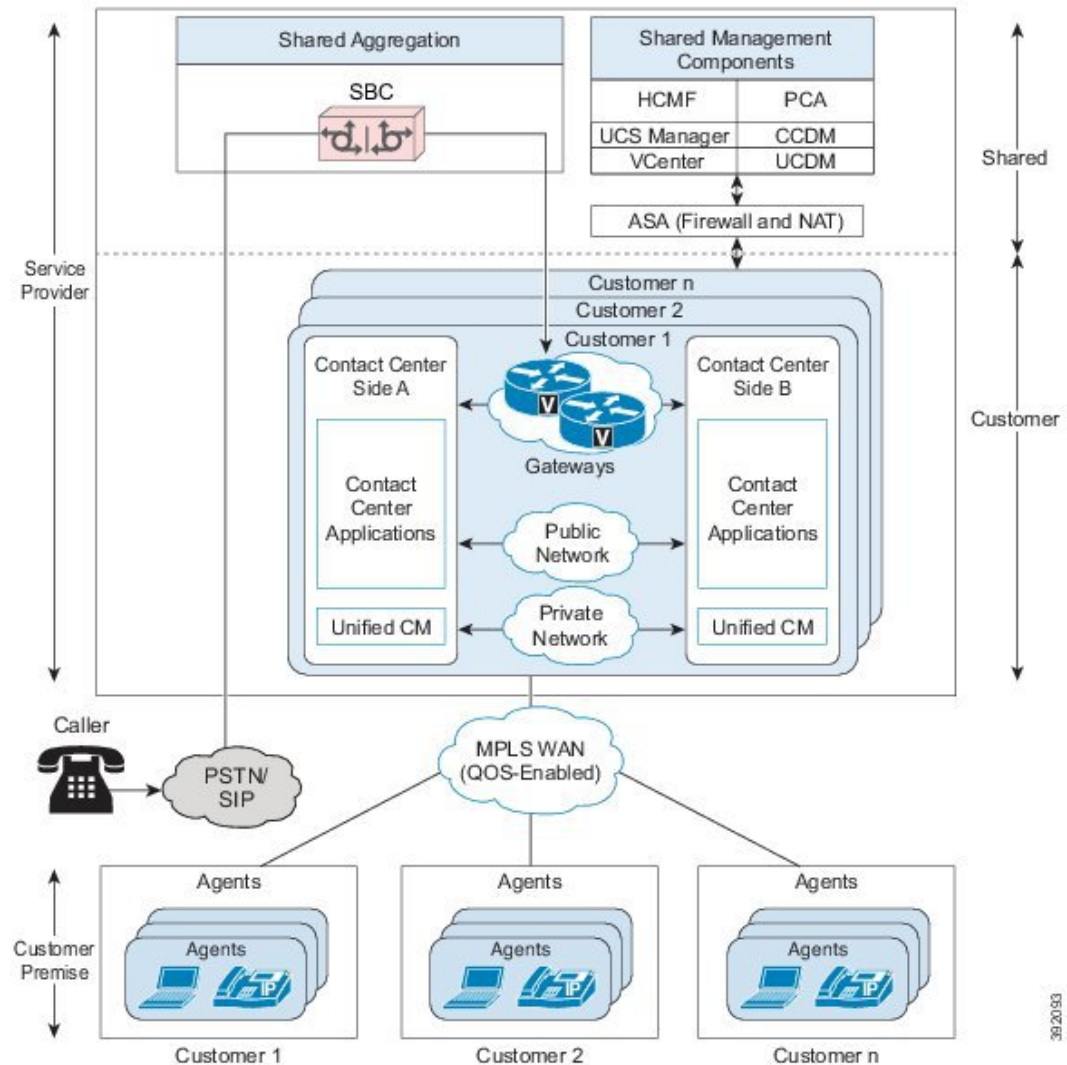 Shared Aggregation
SBC
Shared Management
Components
HCMF
PCA
UCS Manager
CCDM
VCenter
UCDM
ASA (Firewall and NAT)
Shared
Service
Provider
Customer n
Customer 2
Customer 1
Contact Center
Side A
Contact
Center
Applications
Unified CM
V
V
Gateways
Public
Network
Private
Network
Contact Center
Side B
Contact
Center
Applications
Unified CM
Customer
Caller
PSTN/
SIP
MPLS WAN
(QOS-Enabled)
Customer
Premise
Agents
Agents
IP
Customer 1
Agents
Agents
IP
Customer 2
Agents
Agents
IP
Customer n
392093